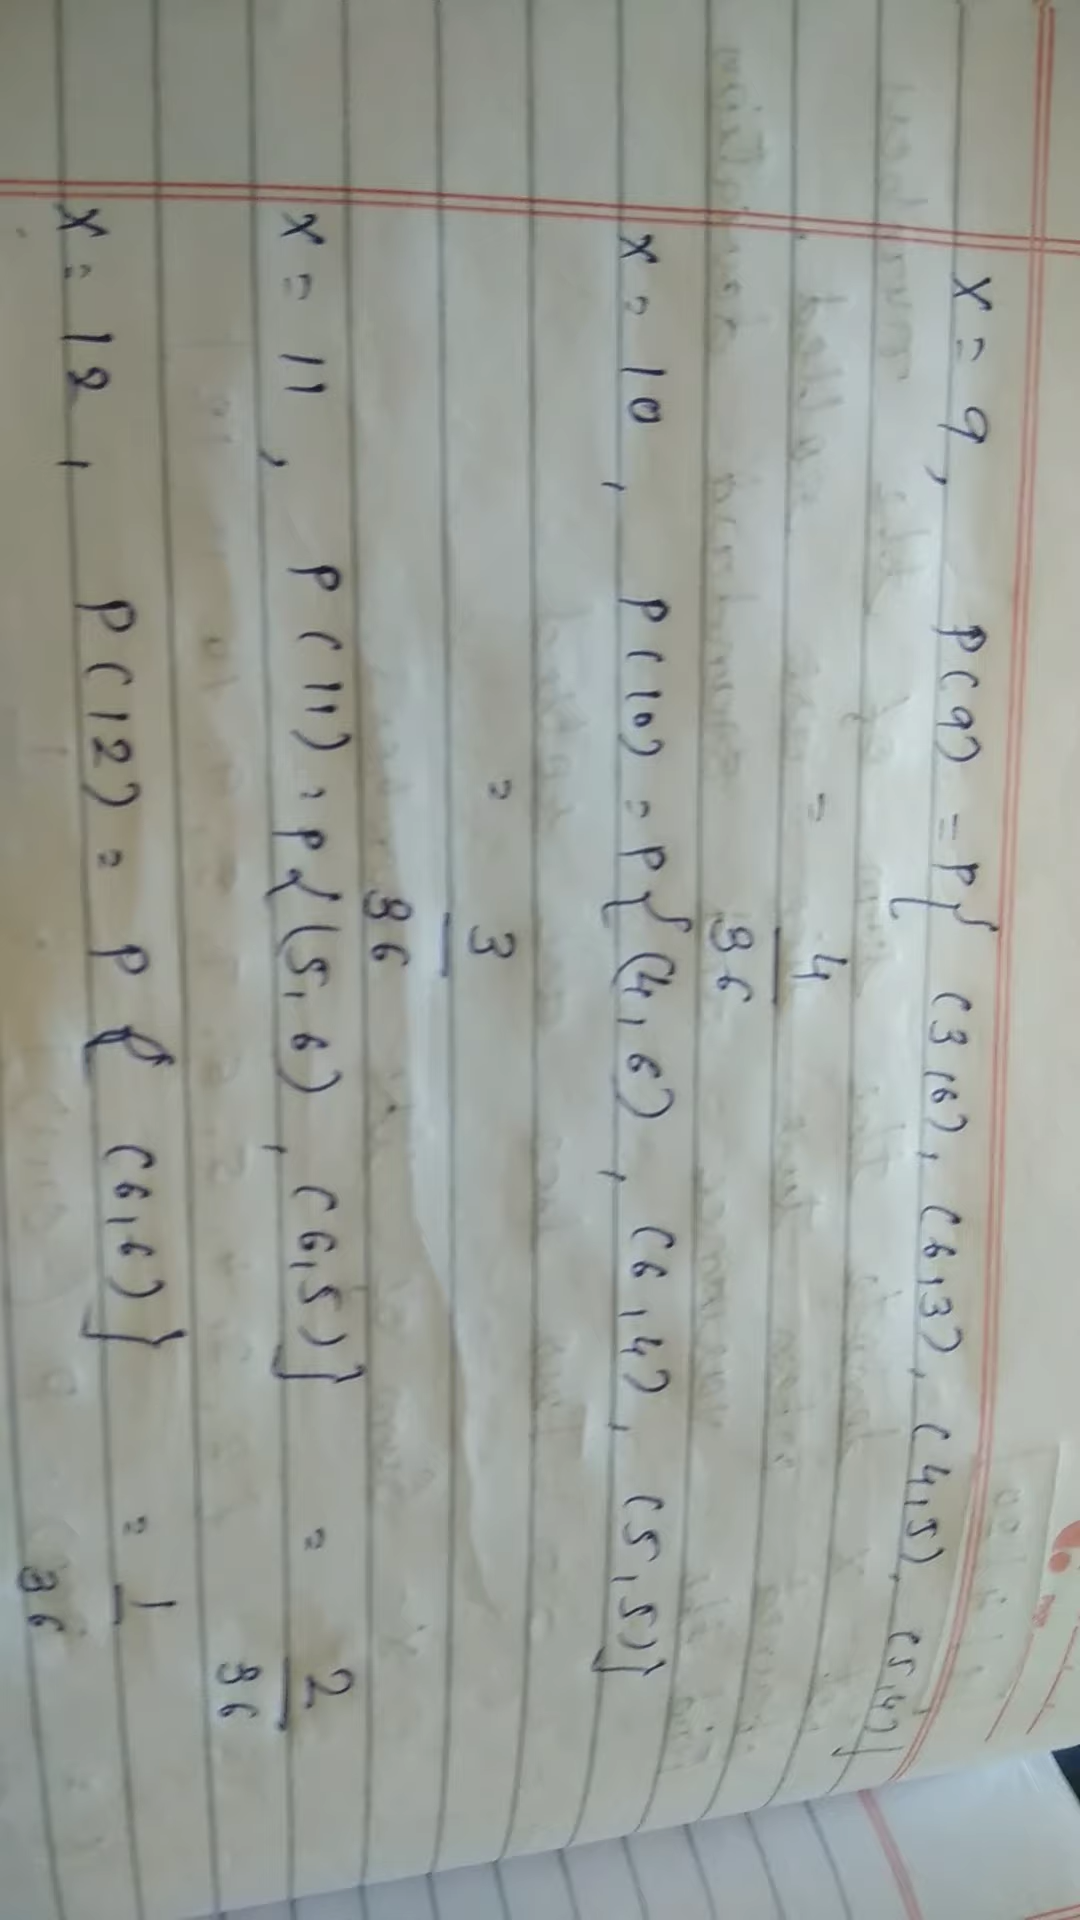 X = 9, P(9) = P{ (3,6), (6,3), (4,5), (5,4)}
= 4
36
X = 10, P(10) = P{(4,6), (6,4), (5,5)}
= 3
36
X = 11, P(11) = P{(5,6), (6,5)} = 2
36
X = 12, P(12) = P{ (6,6)} = 1
36